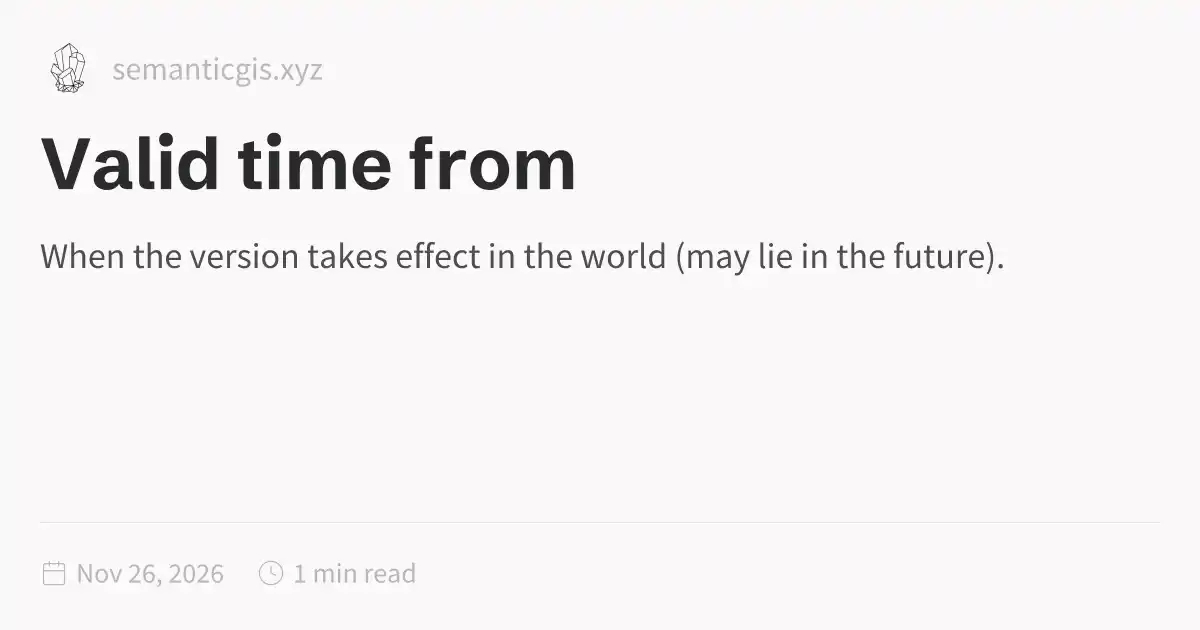 semanticgis.xyz
Valid time from
When the version takes effect in the world (may lie in the future).
Nov 26, 2026 1 min read